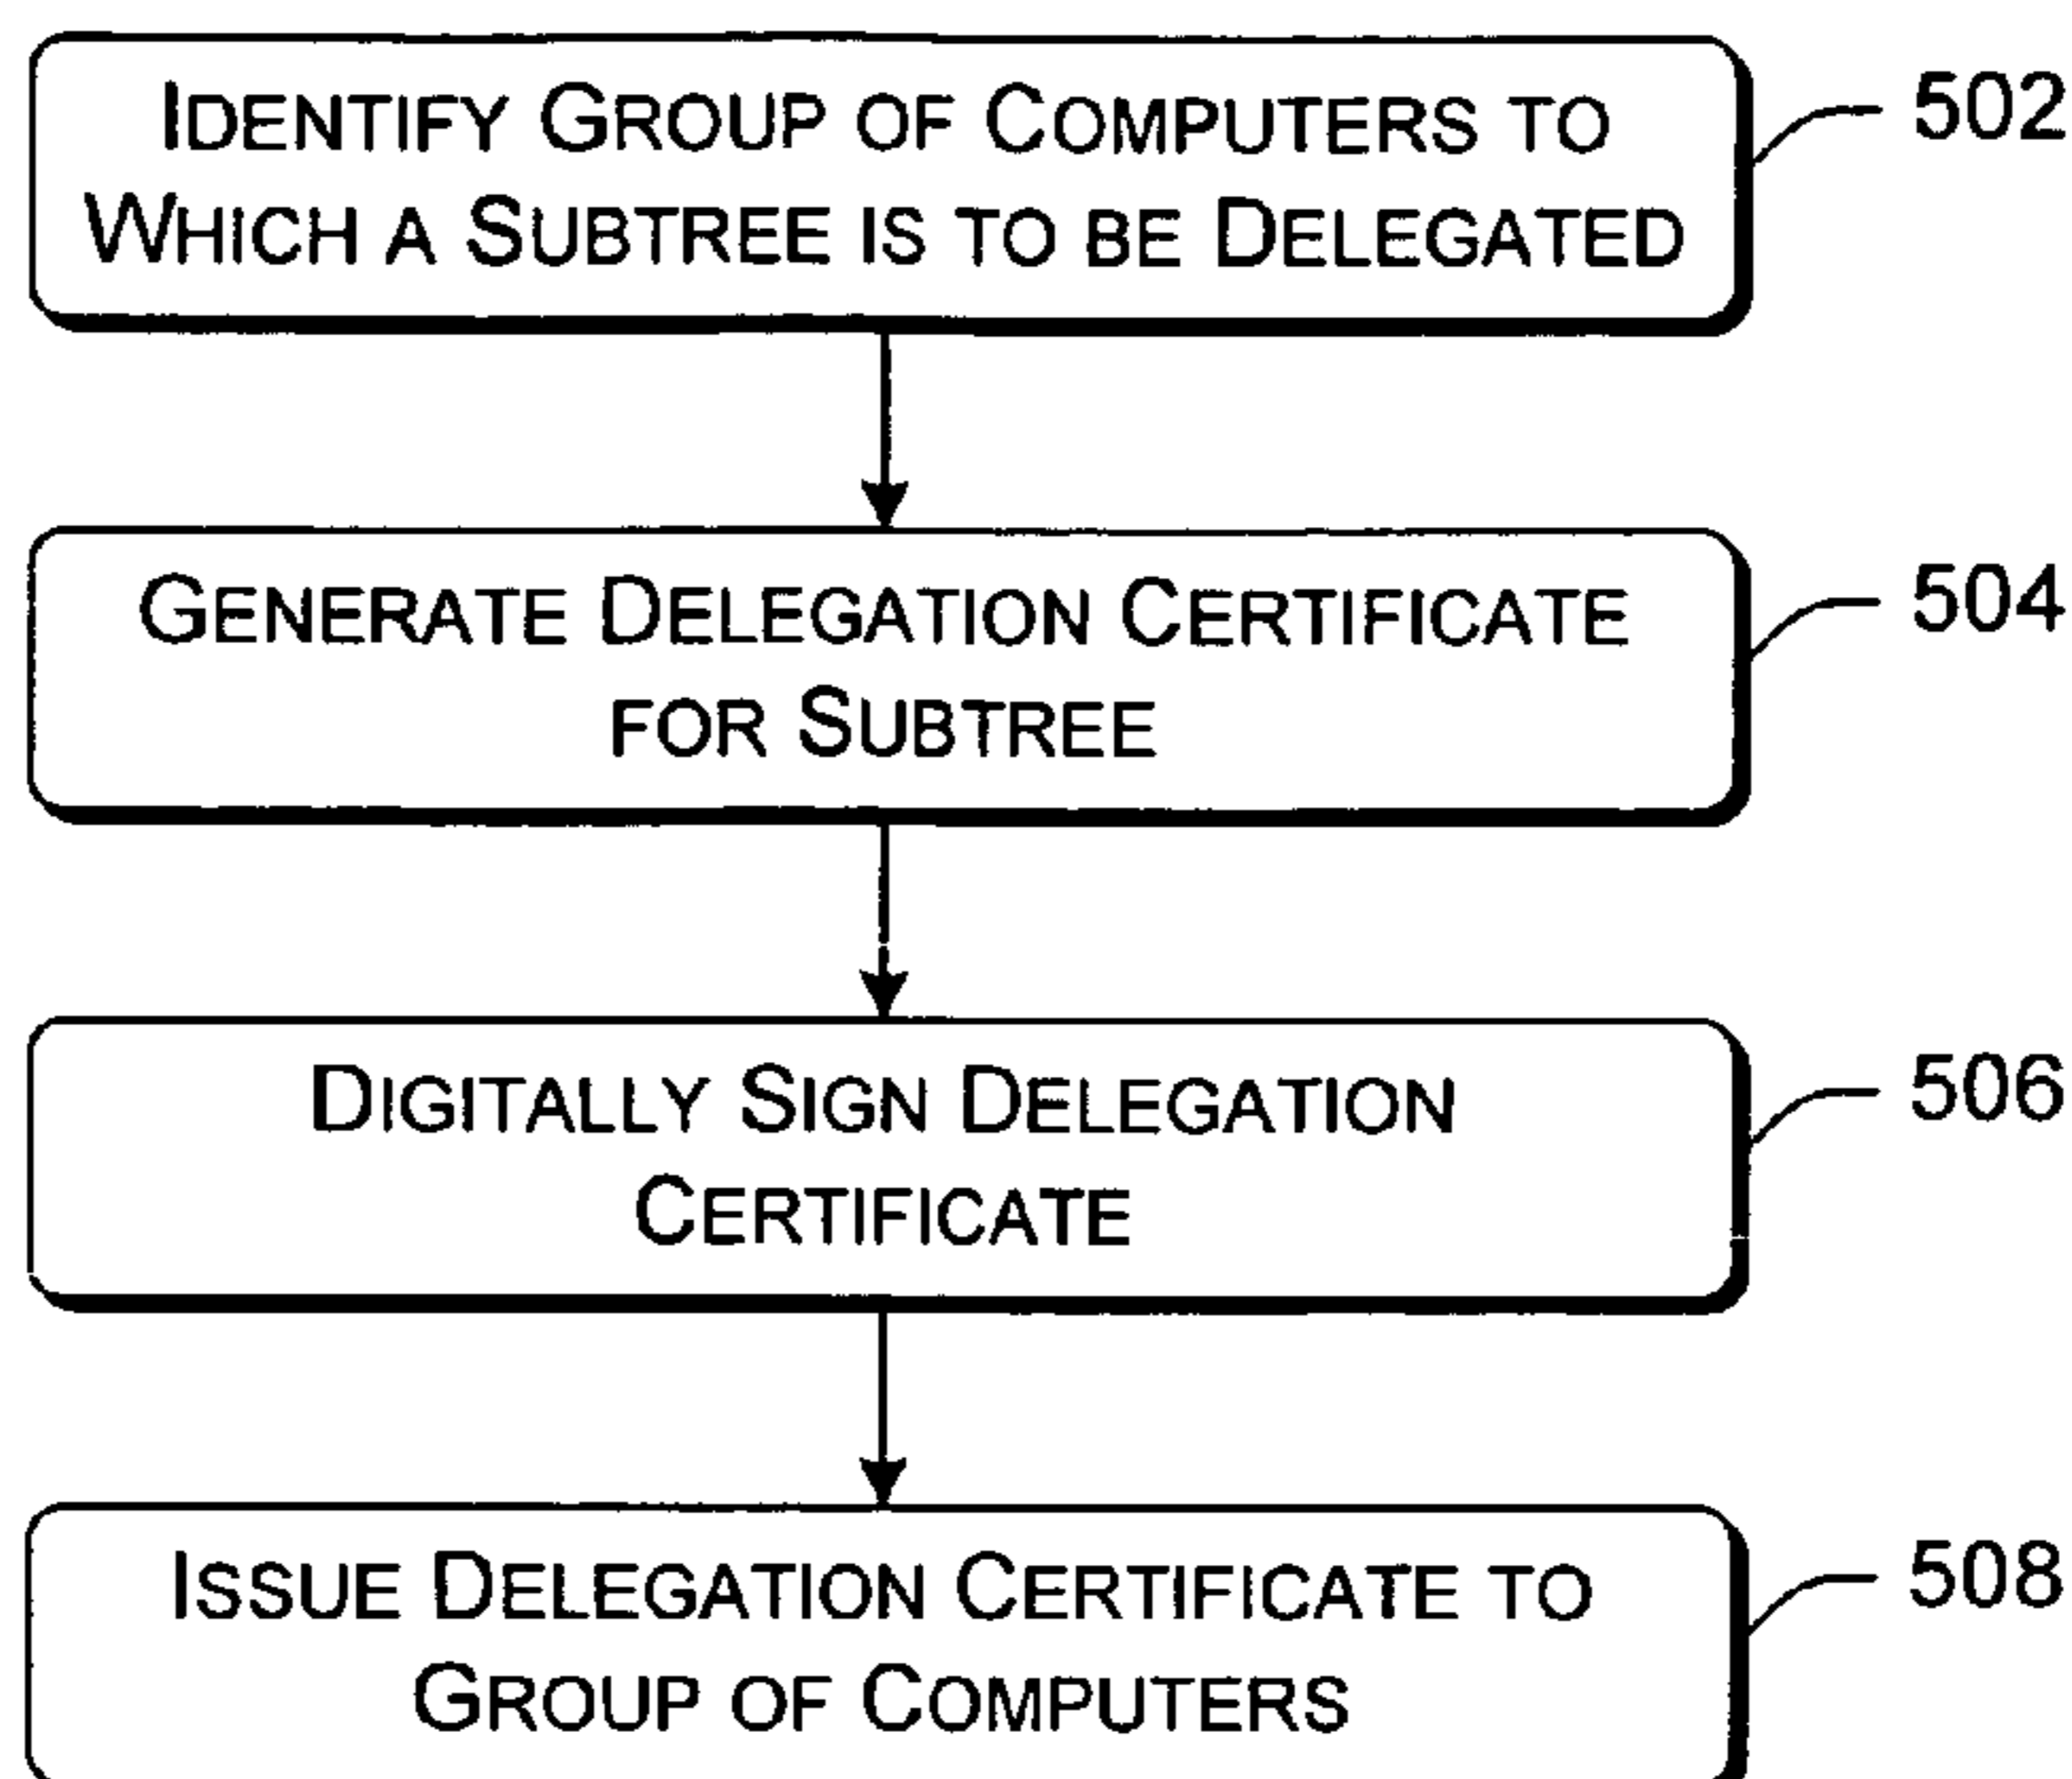 IDENTIFY GROUP OF COMPUTERS TO
WHICH A SUBTREE IS TO BE DELEGATED
502
GENERATE DELEGATION CERTIFICATE
FOR SUBTREE
504
DIGITALLY SIGN DELEGATION
CERTIFICATE
506
ISSUE DELEGATION CERTIFICATE TO
GROUP OF COMPUTERS
508